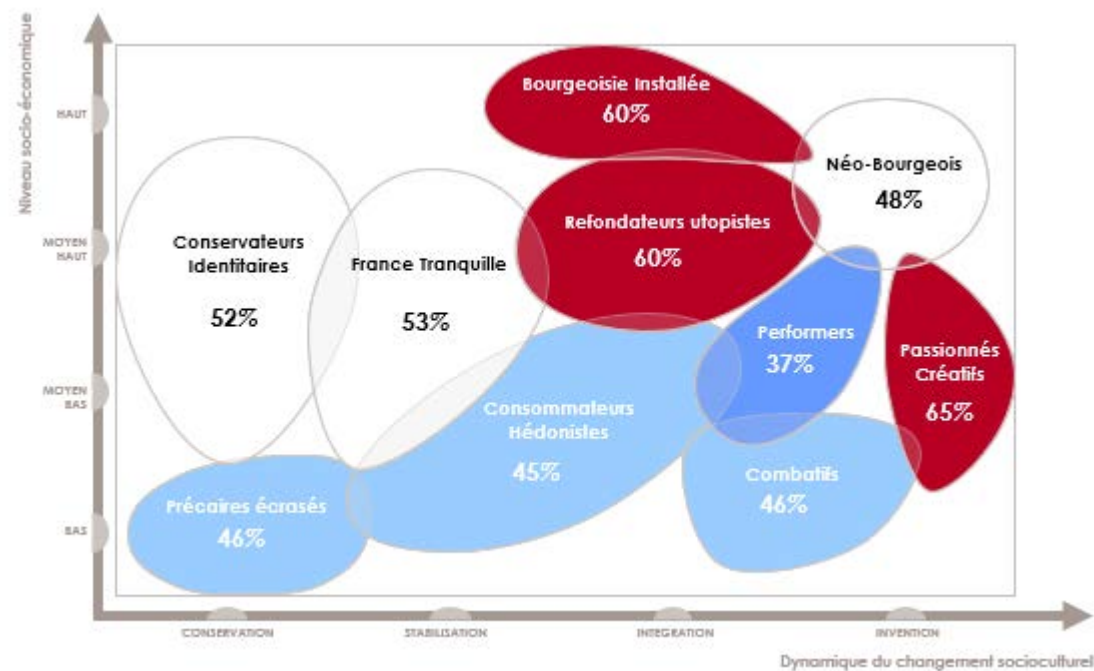 Niveau socio-économique
HAUT
MOYEN
HAUT
MOYEN
BAS
BAS
Bourgeoisie Installée
60%
Néo-Bourgeois
48%
Refondateurs utopistes
60%
Conservateurs
Identitaires
52%
France Tranquille
53%
Performers
37%
Passionnés
Créatifs
65%
Consommateurs
Hédonistes
45%
Combatifs
46%
Précaires écrasés
46%
CONSERVATION
STABILISATION
INTEGRATION
INVENTION
Dynamique du changement socioculturel